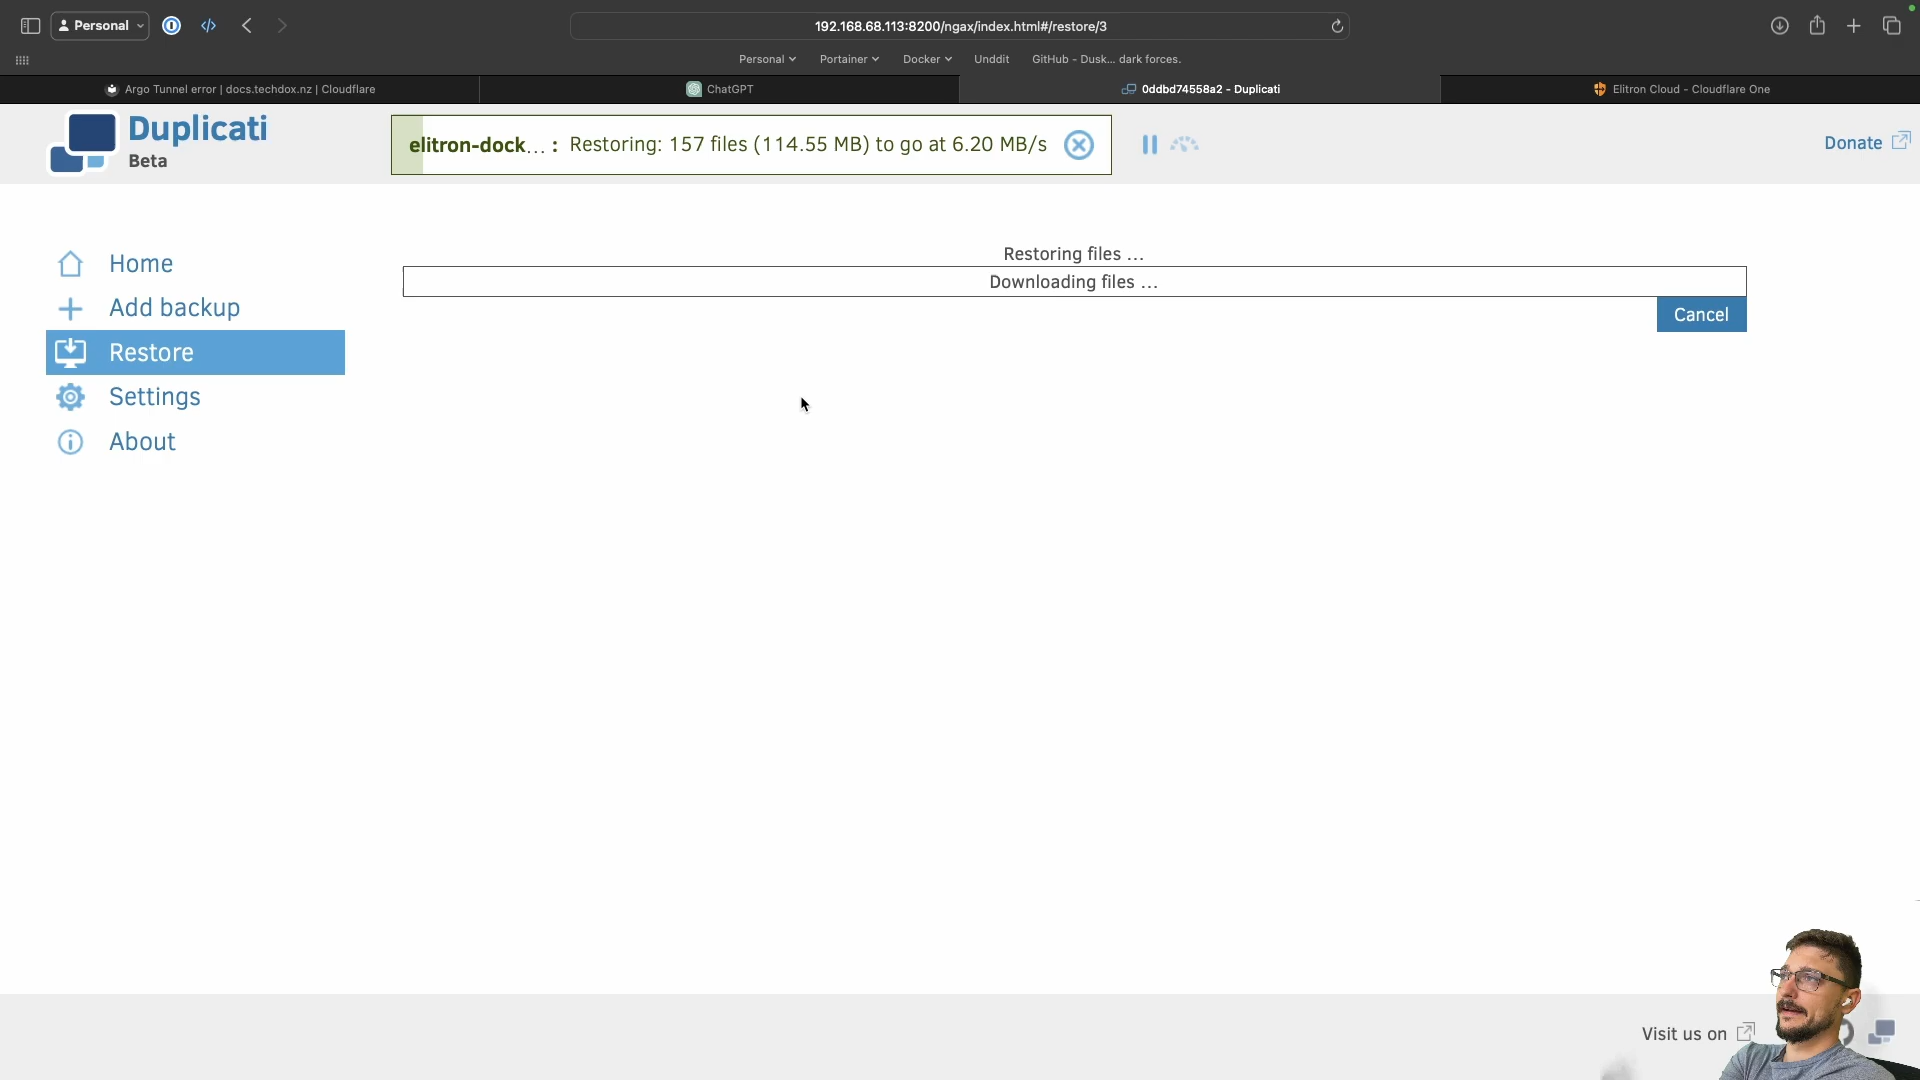 Personal
192.168.68.113:8200/ngax/index.html#/restore/3
Personal Portainer Docker Unddit GitHub - Dusk... dark forces.
Argo Tunnel error | docs.techdox.nz | Cloudflare
ChatGPT
0ddbd74558a2 - Duplicati
Elitron Cloud - Cloudflare One
Duplicati
Beta
elitron-dock... : Restoring: 157 files (114.55 MB) to go at 6.20 MB/s
Donate
Home
Add backup
Restore
Settings
About
Restoring files ...
Downloading files ...
Cancel
Visit us on